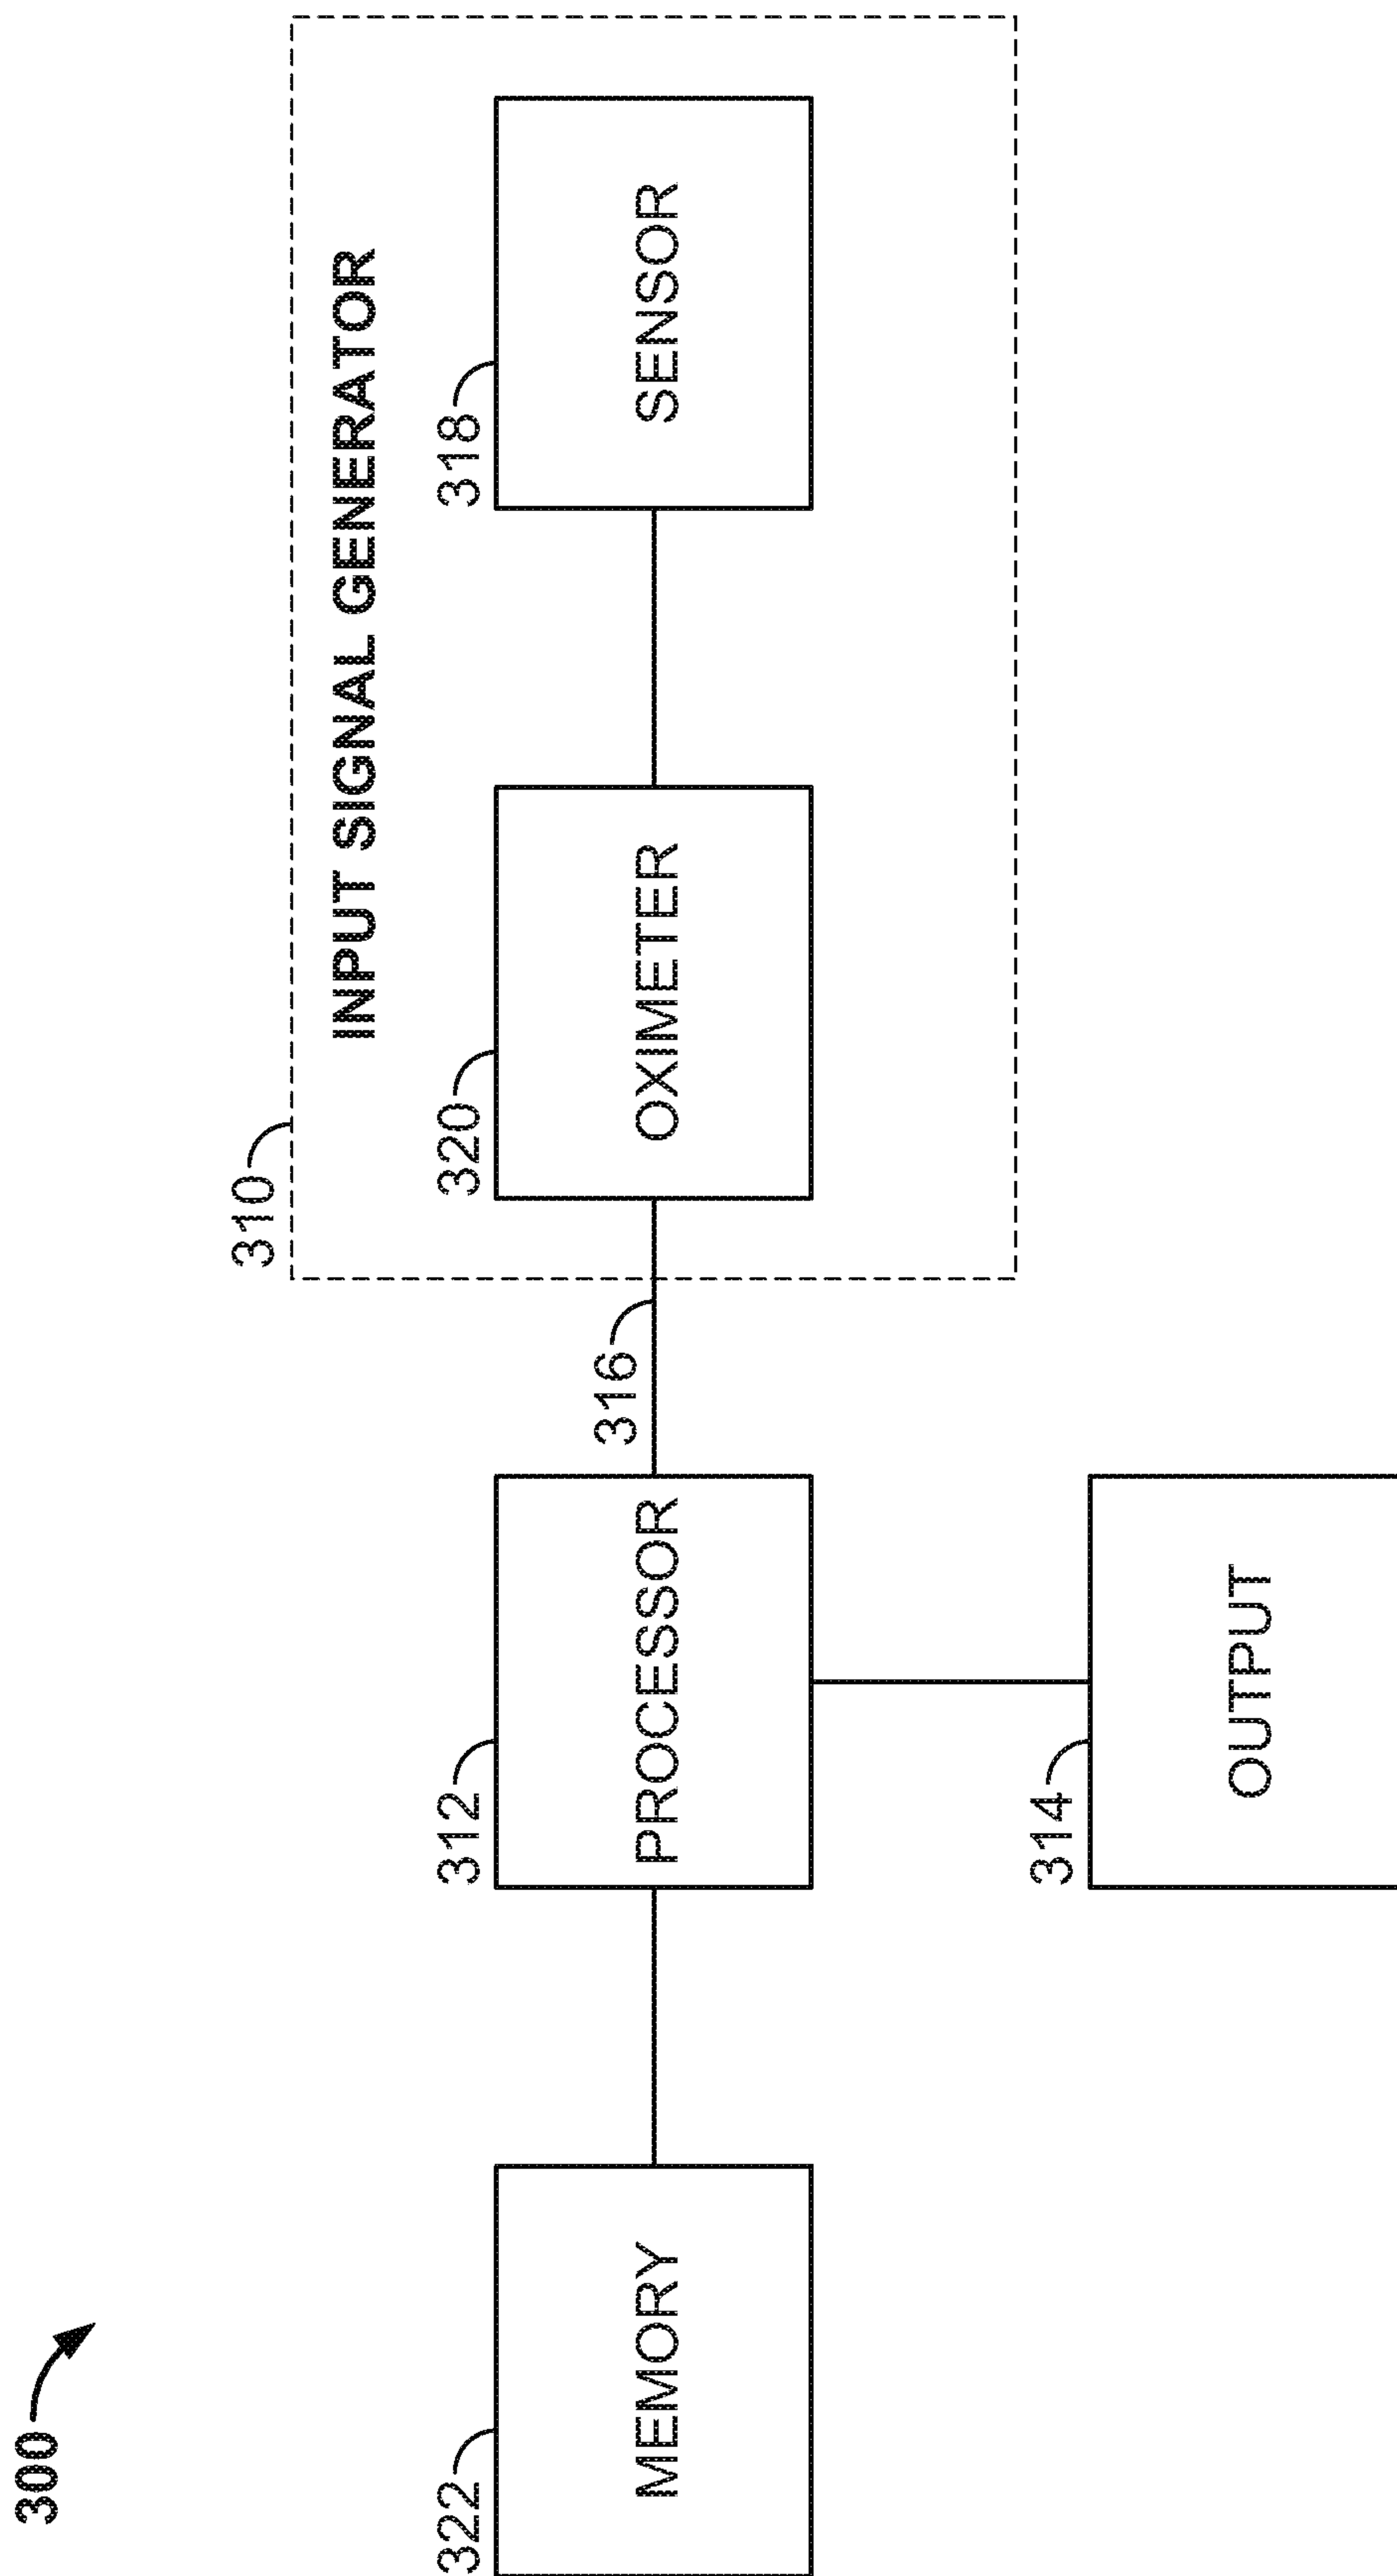 300
310
INPUT SIGNAL GENERATOR
322
312
320
318
MEMORY
PROCESSOR
316
OXIMETER
SENSOR
314
OUTPUT